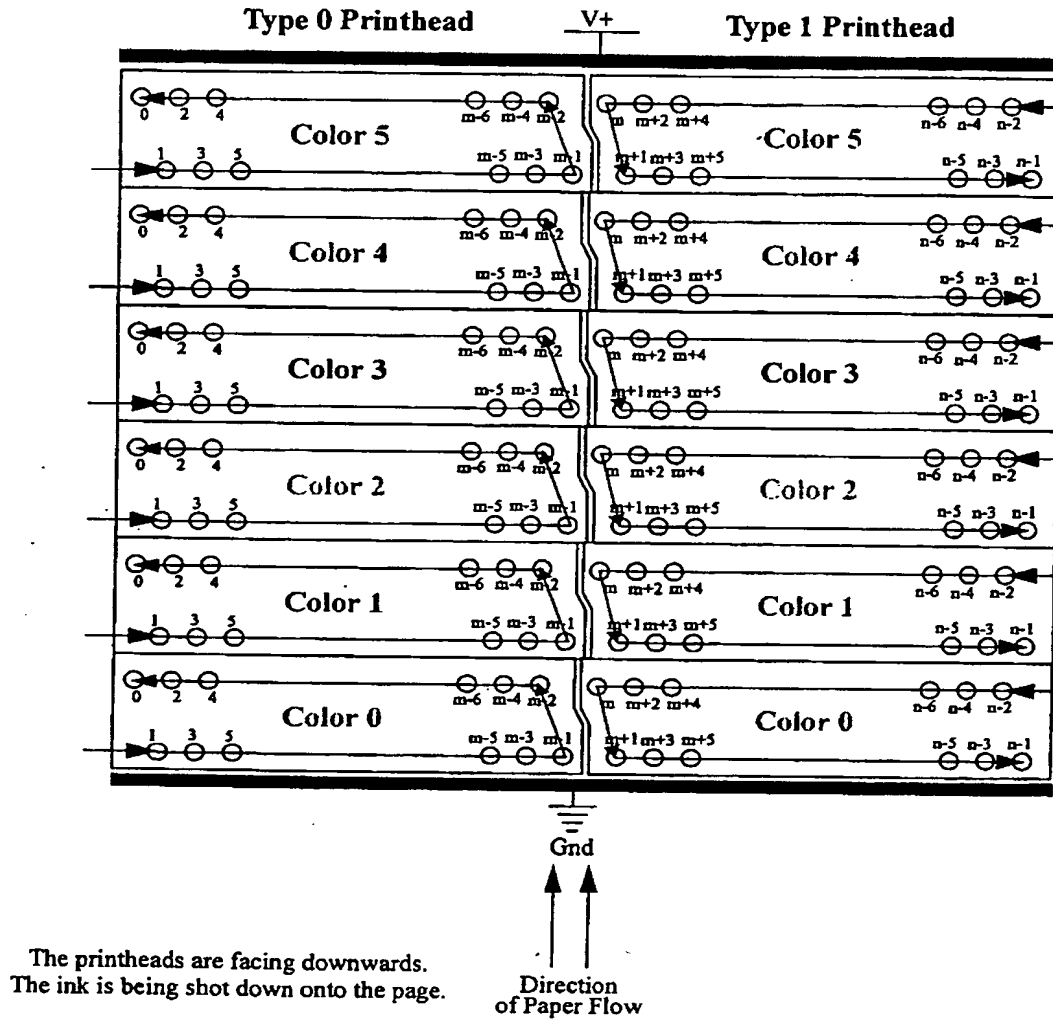 Type 0 Printhead V+ Type 1 Printhead
0 2 4 m-6 m-4 m-2 m m+2 m+4 n-6 n-4 n-2
Color 5 Color 5
1 3 5 m-5 m-3 m-1 m+1 m+3 m+5 n-5 n-3 n-1
0 2 4 m-6 m-4 m-2 m m+2 m+4 n-6 n-4 n-2
Color 4 Color 4
1 3 5 m-5 m-3 m-1 m+1 m+3 m+5 n-5 n-3 n-1
0 2 4 m-6 m-4 m-2 m m+2 m+4 n-6 n-4 n-2
Color 3 Color 3
1 3 5 m-5 m-3 m-1 m+1 m+3 m+5 n-5 n-3 n-1
0 2 4 m-6 m-4 m-2 m m+2 m+4 n-6 n-4 n-2
Color 2 Color 2
1 3 5 m-5 m-3 m-1 m+1 m+3 m+5 n-5 n-3 n-1
0 2 4 m-6 m-4 m-2 m m+2 m+4 n-6 n-4 n-2
Color 1 Color 1
1 3 5 m-5 m-3 m-1 m+1 m+3 m+5 n-5 n-3 n-1
0 2 4 m-6 m-4 m-2 m m+2 m+4 n-6 n-4 n-2
Color 0 Color 0
1 3 5 m-5 m-3 m-1 m+1 m+3 m+5 n-5 n-3 n-1
Gnd
The printheads are facing downwards.
The ink is being shot down onto the page.
Direction
of Paper Flow